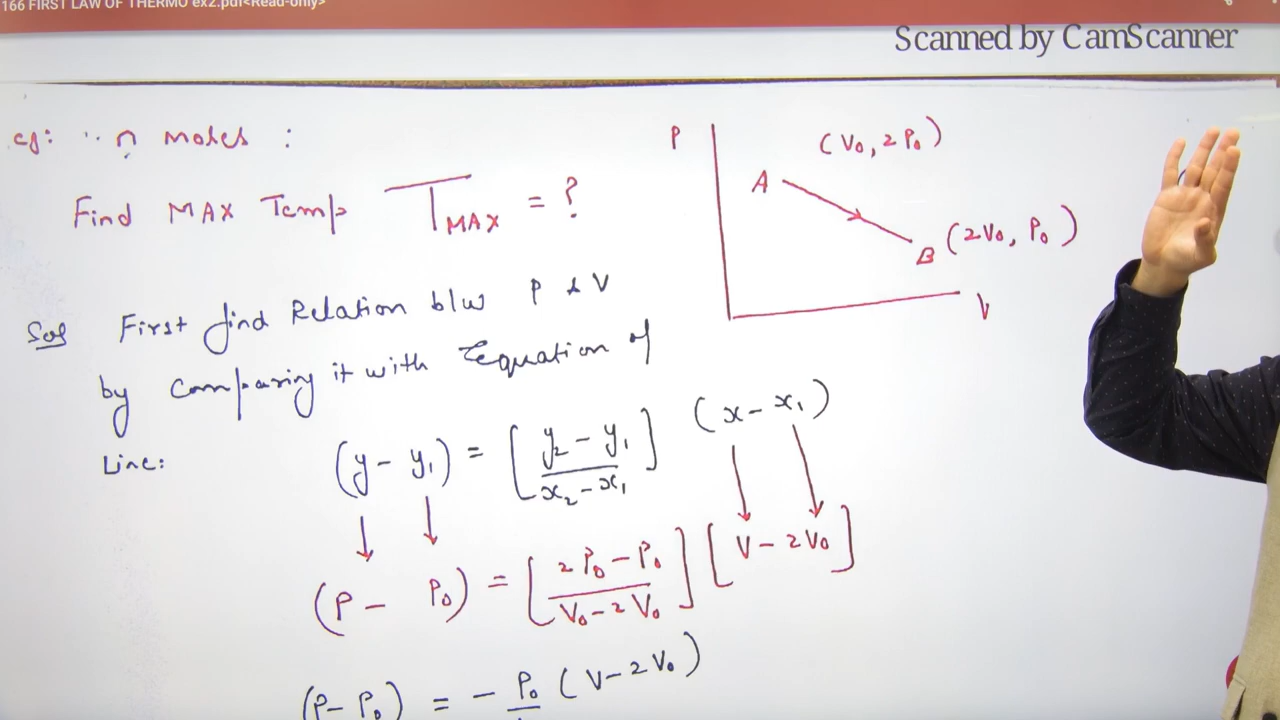 166 FIRST LAW OF THERMO ex2.pdf<Read-only>
Scanned by CamScanner
eg: n moles :
Find MAX Temp T_MAX = ?
P
A (V₀, 2P₀)
B (2V₀, P₀)
V
Sol First find Relation b/w P & V
by Comparing it with Equation of
Line:
(y - y₁) = [y₂ - y₁ / x₂ - x₁] (x - x₁)
(P - P₀) = [2P₀ - P₀ / V₀ - 2V₀] [V - 2V₀]
(P - P₀) = - P₀ (V - 2V₀)